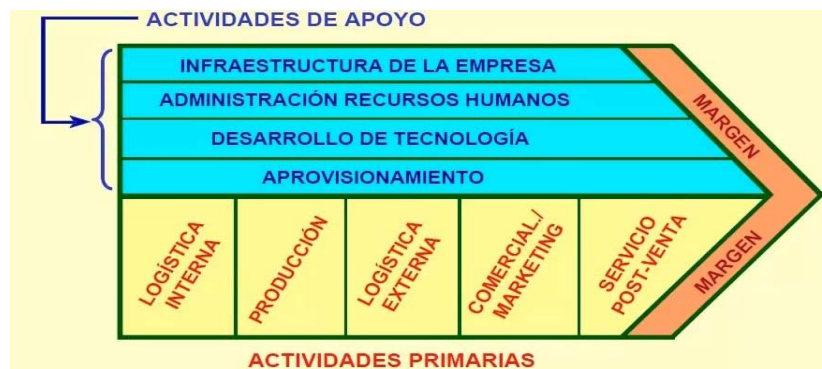 ACTIVIDADES DE APOYO
INFRAESTRUCTURA DE LA EMPRESA
ADMINISTRACIÓN RECURSOS HUMANOS
DESARROLLO DE TECNOLOGÍA
APROVISIONAMIENTO
MARGEN
LOGÍSTICA
INTERNA
PRODUCCIÓN
LOGÍSTICA
EXTERNA
COMERCIAL./
MARKETING
SERVICIO
POST-VENTA
MARGEN
ACTIVIDADES PRIMARIAS